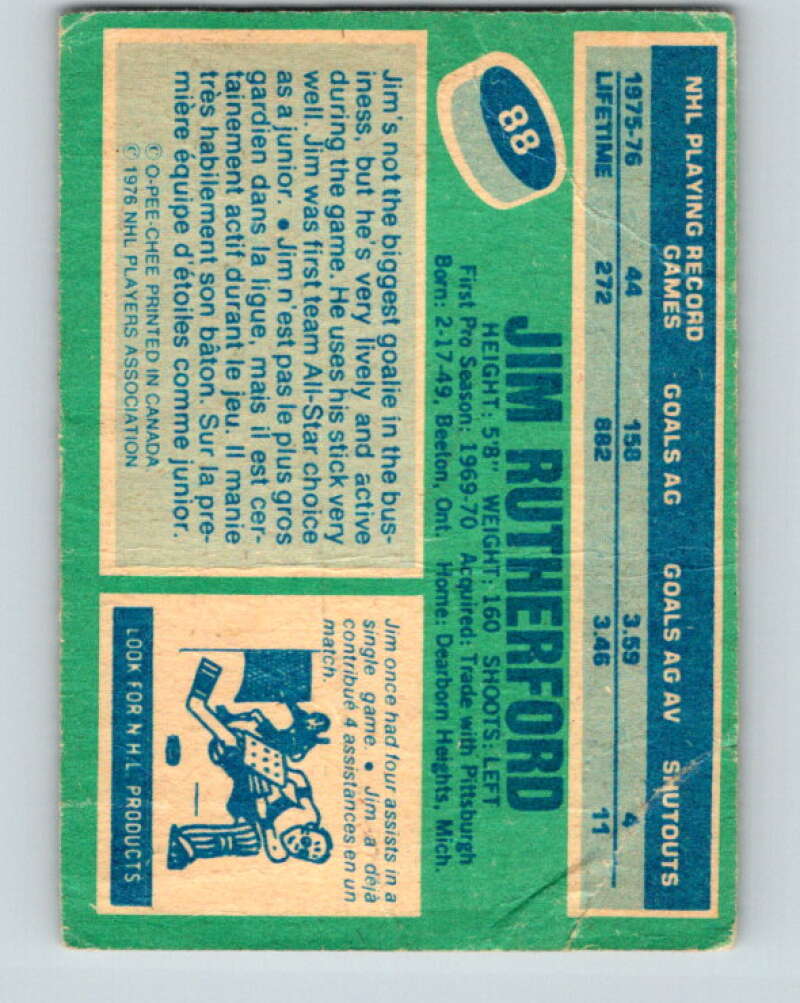 NHL PLAYING RECORD
GAMES GOALS AG GOALS AG AV SHUTOUTS
1975-76 44 158 3.59 4
LIFETIME 272 882 3.46 11
88
JIM RUTHERFORD
HEIGHT: 5'8" WEIGHT: 160 SHOOTS: LEFT
First Pro Season: 1969-70 Acquired: Trade with Pittsburgh
Born: 2-17-49, Beeton, Ont. Home: Dearborn Heights, Mich.
Jim's not the biggest goalie in the bus-
iness, but he's very lively and active
during the game. He uses his stick very
well. Jim was first team All-Star choice
as a junior. • Jim n'est pas le plus gros
gardien dans la ligue, mais il est cer-
tainement actif durant le jeu. Il manie
très habilement son bâton. Sur la pre-
mière équipe d'étoiles comme junior.
© O-PEE-CHEE PRINTED IN CANADA
© 1976 NHL PLAYERS ASSOCIATION
Jim once had four assists in a
single game. • Jim a déjà
contribué 4 assistances en un
match.
LOOK FOR N H L PRODUCTS